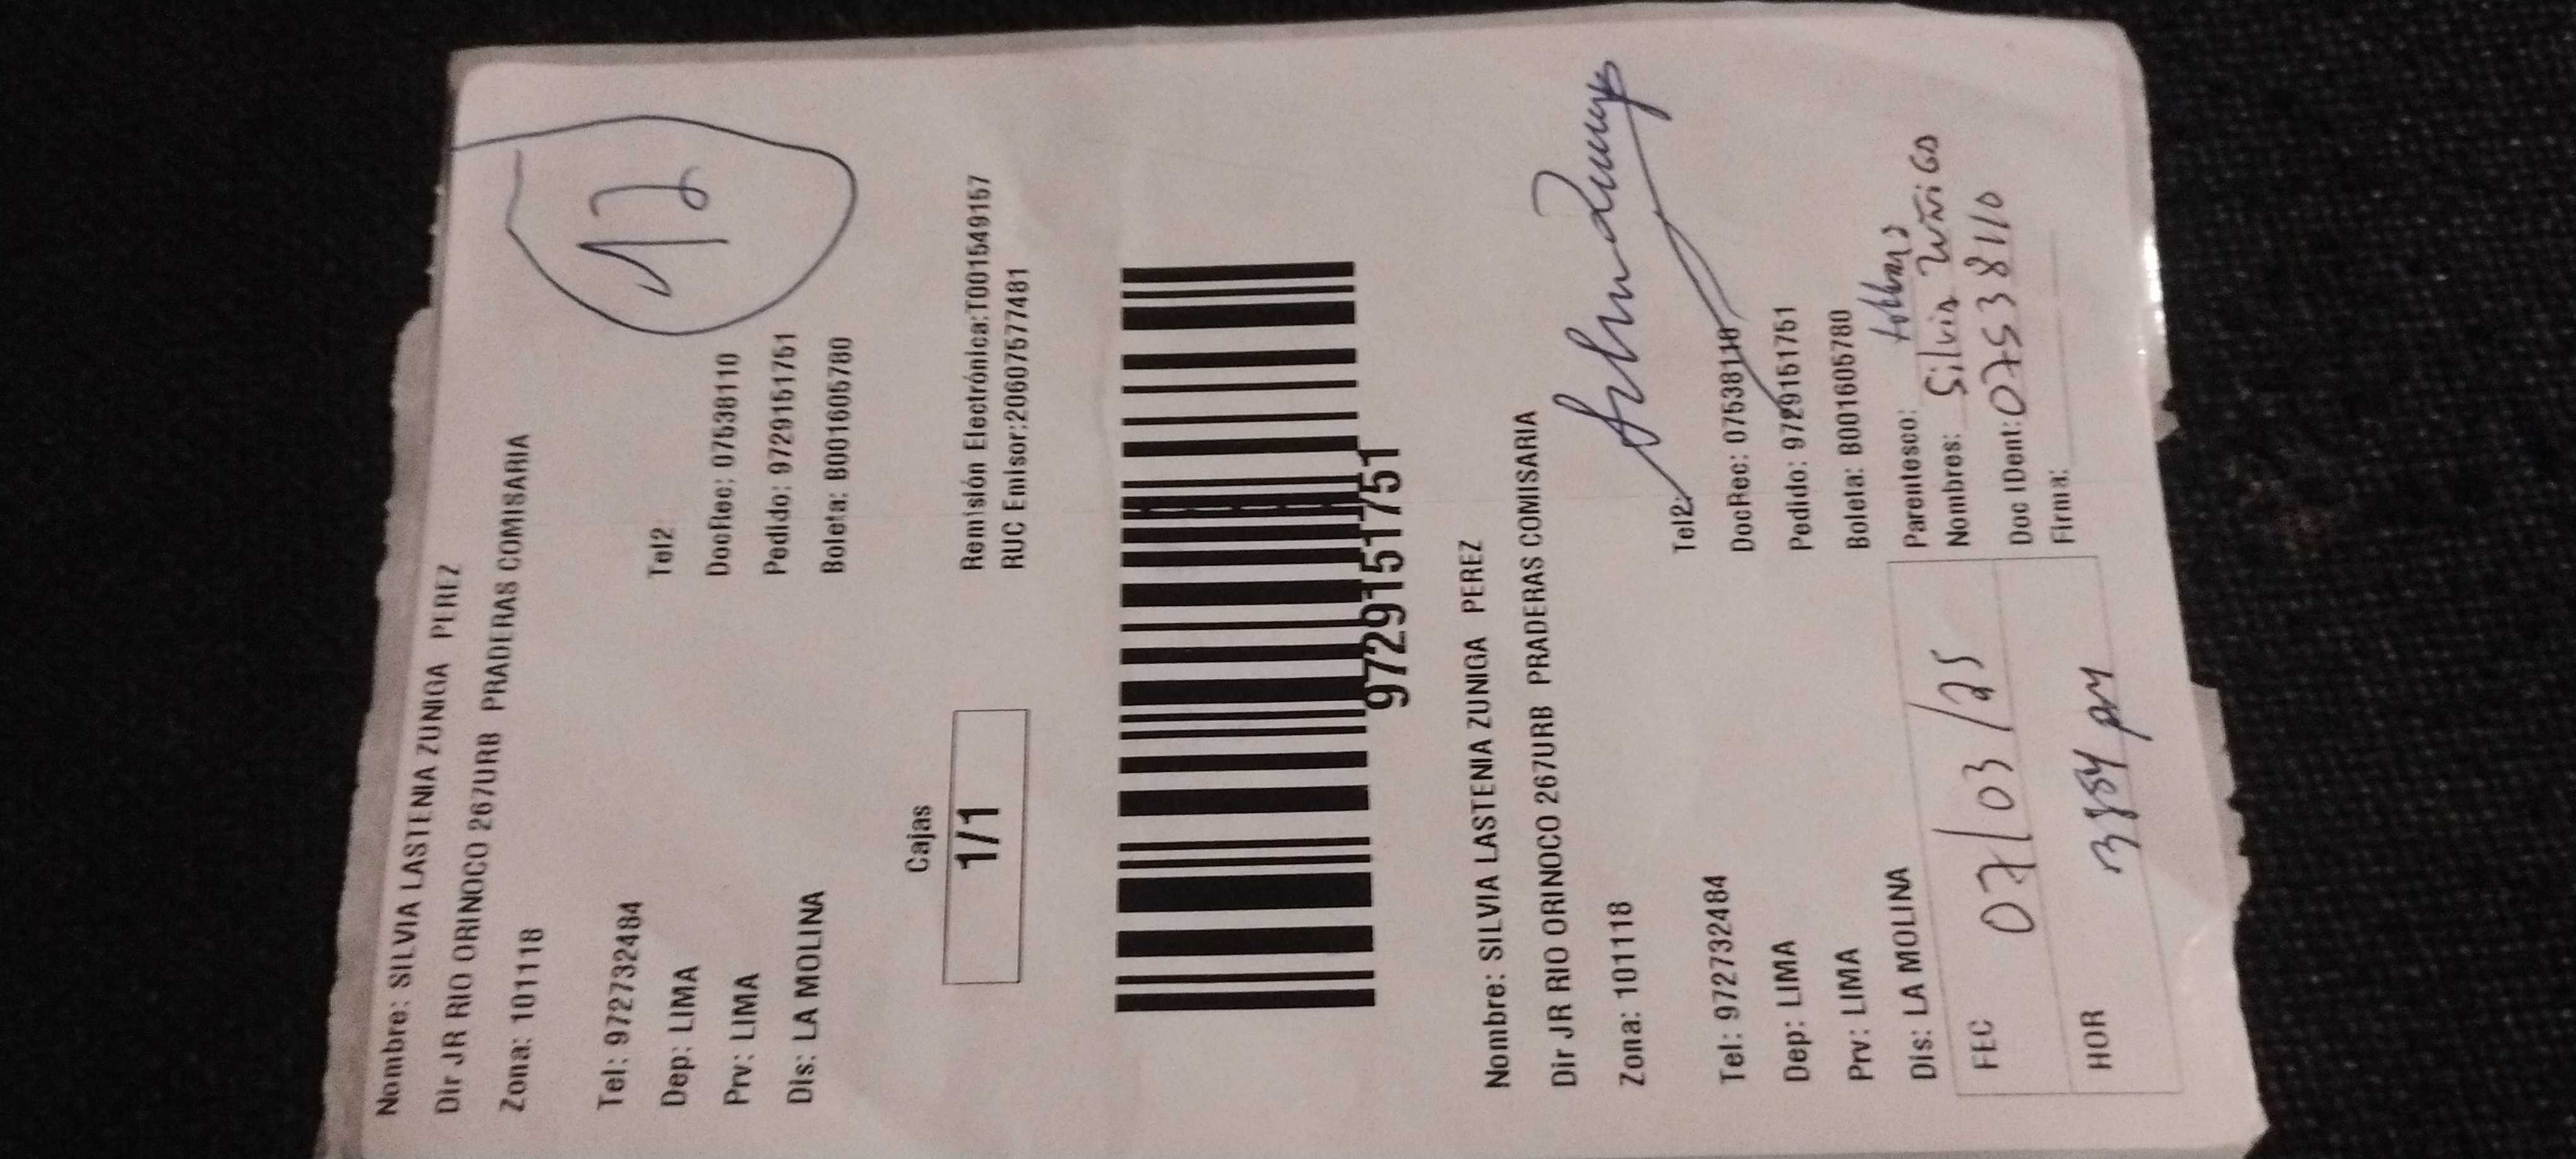 Nombre: SILVIA LASTENIA ZUNIGA PEREZ
Dir JR RIO ORINOCO 267URB PRADERAS COMISARIA
Zona: 101118
17
Tel: 972732484 Tel2
Dep: LIMA DocRec: 07538110
Prv: LIMA Pedido: 9729151751
Dis: LA MOLINA Boleta: B001605780
Cajas
1/1
Remisión Electrónica:T001549157
RUC Emisor:20607577481
9729151751
Nombre: SILVIA LASTENIA ZUNIGA PEREZ
Dir JR RIO ORINOCO 267URB PRADERAS COMISARIA
Zona: 101118
Tel: 972732484 Tel2:
Dep: LIMA DocRec: 07538110
Prv: LIMA Pedido: 9729151751
Dis: LA MOLINA Boleta: B001605780
Parentesco:
FEC 07/03/25 Nombres: Silvia Zuñiga
Doc IDent: 07538110
HOR pm Firma: